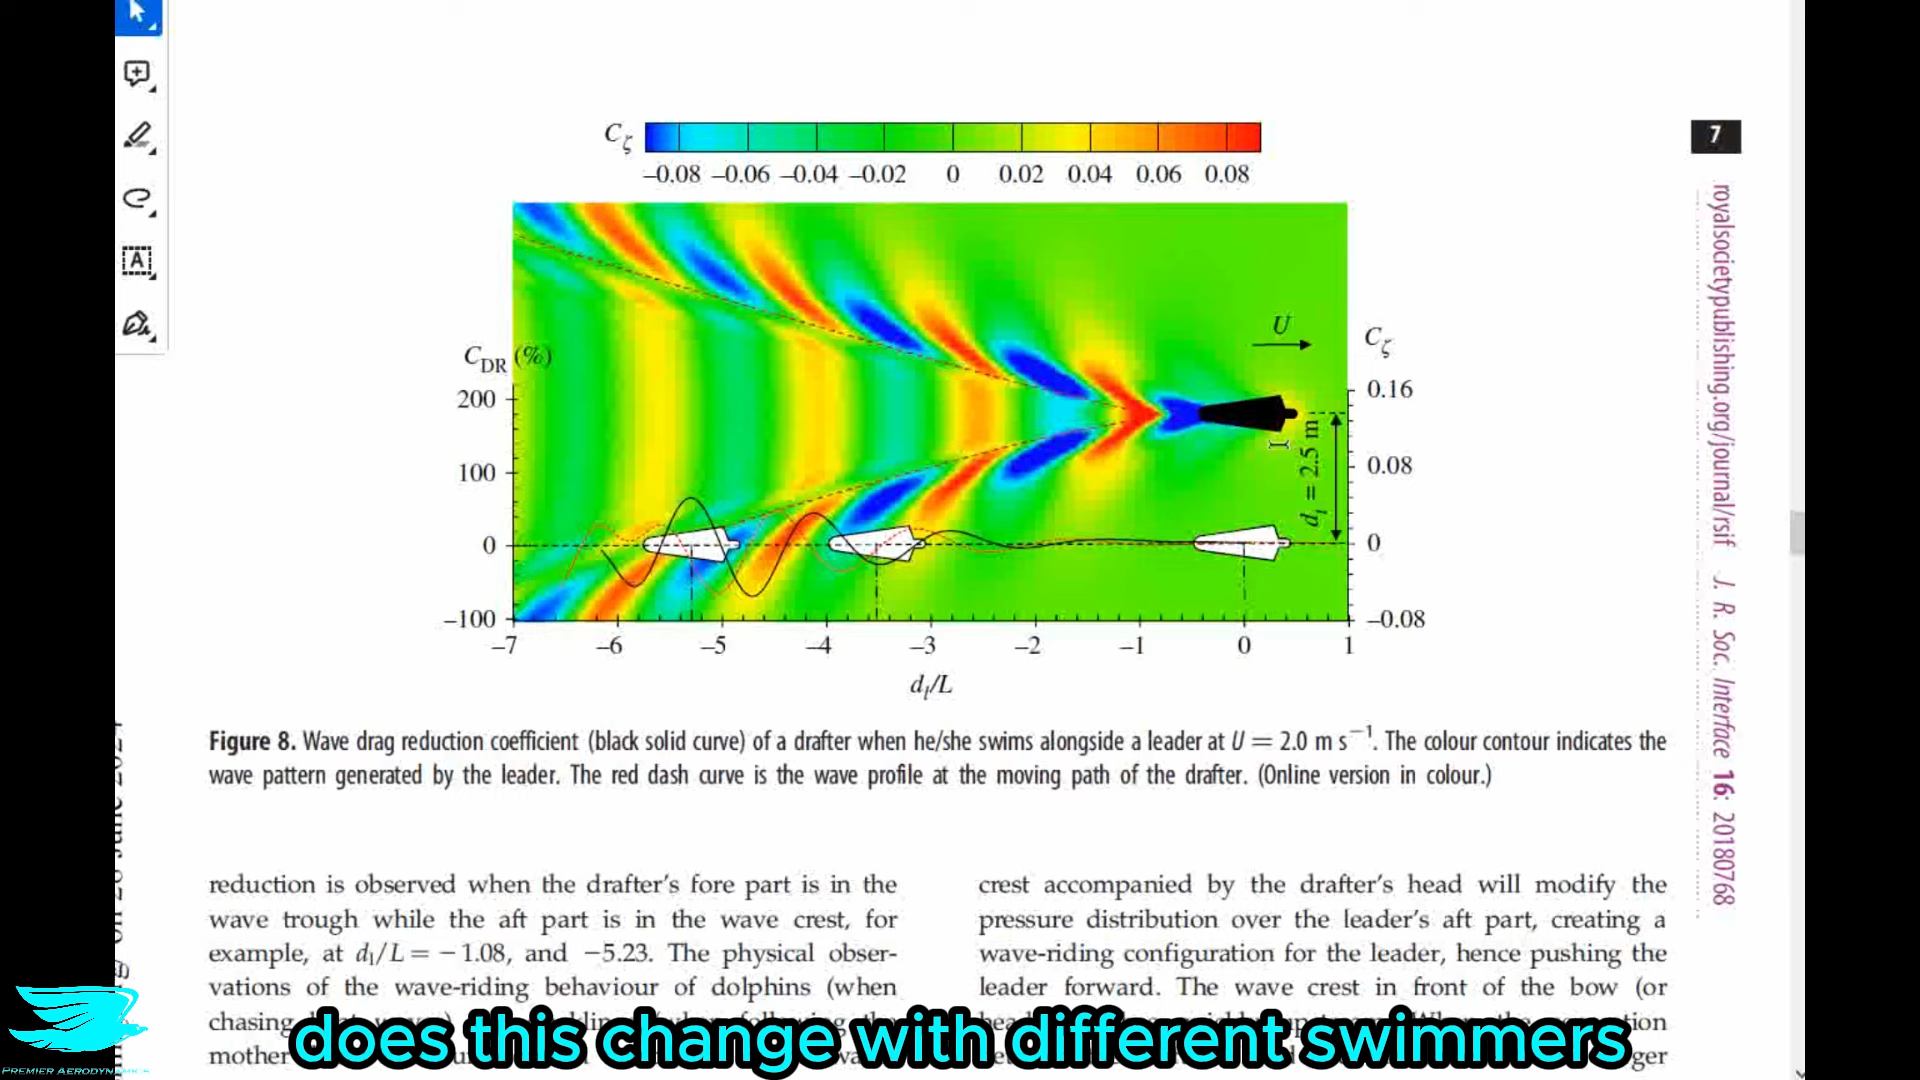 Cζ
−0.08 −0.06 −0.04 −0.02 0 0.02 0.04 0.06 0.08
7
royalsocietypublishing.org/journal/rsif J. R. Soc. Interface 16: 20180768
U
CDR (%)
Cζ
200
100
0
−100
0.16
0.08
0
−0.08
dl = 2.5 m
−7 −6 −5 −4 −3 −2 −1 0 1
dl/L
Figure 8. Wave drag reduction coefficient (black solid curve) of a drafter when he/she swims alongside a leader at U = 2.0 m s−1. The colour contour indicates the
wave pattern generated by the leader. The red dash curve is the wave profile at the moving path of the drafter. (Online version in colour.)
reduction is observed when the drafter's fore part is in the
wave trough while the aft part is in the wave crest, for
example, at dl/L = −1.08, and −5.23. The physical obser-
vations of the wave-riding behaviour of dolphins (when
chasing
mother
crest accompanied by the drafter's head will modify the
pressure distribution over the leader's aft part, creating a
wave-riding configuration for the leader, hence pushing the
leader forward. The wave crest in front of the bow (or
does this change with different swimmers
PREMIER AERODYNAMICS